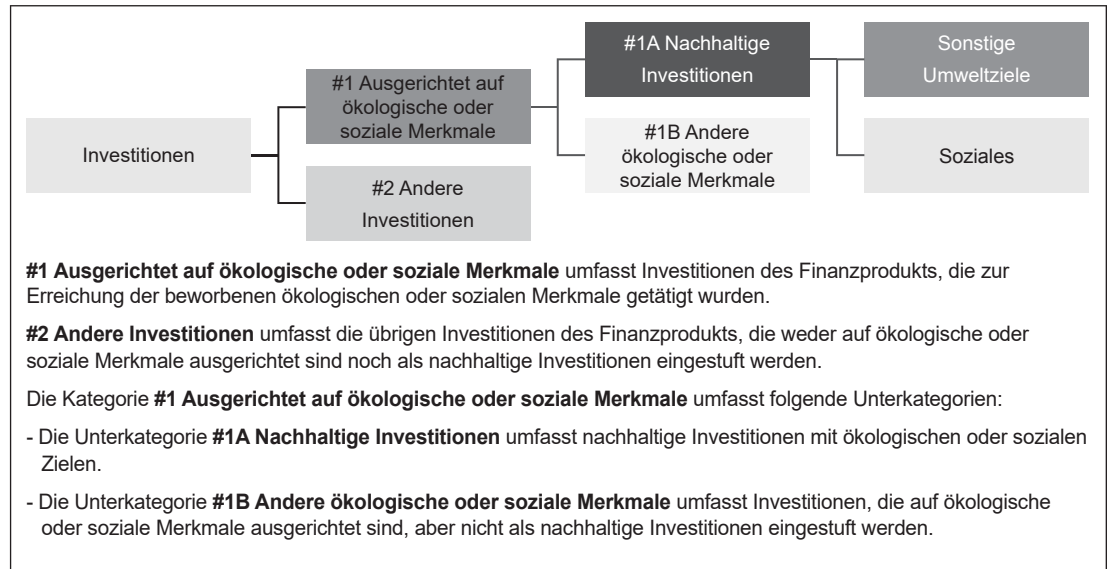 #1A Nachhaltige
Investitionen
Sonstige
Umweltziele
#1 Ausgerichtet auf
ökologische oder
soziale Merkmale
#1B Andere
ökologische oder
soziale Merkmale
Investitionen
Soziales
#2 Andere
Investitionen
#1 Ausgerichtet auf ökologische oder soziale Merkmale umfasst Investitionen des Finanzprodukts, die zur
Erreichung der beworbenen ökologischen oder sozialen Merkmale getätigt wurden.
#2 Andere Investitionen umfasst die übrigen Investitionen des Finanzprodukts, die weder auf ökologische oder
soziale Merkmale ausgerichtet sind noch als nachhaltige Investitionen eingestuft werden.
Die Kategorie #1 Ausgerichtet auf ökologische oder soziale Merkmale umfasst folgende Unterkategorien:
- Die Unterkategorie #1A Nachhaltige Investitionen umfasst nachhaltige Investitionen mit ökologischen oder sozialen
Zielen.
- Die Unterkategorie #1B Andere ökologische oder soziale Merkmale umfasst Investitionen, die auf ökologische
oder soziale Merkmale ausgerichtet sind, aber nicht als nachhaltige Investitionen eingestuft werden.